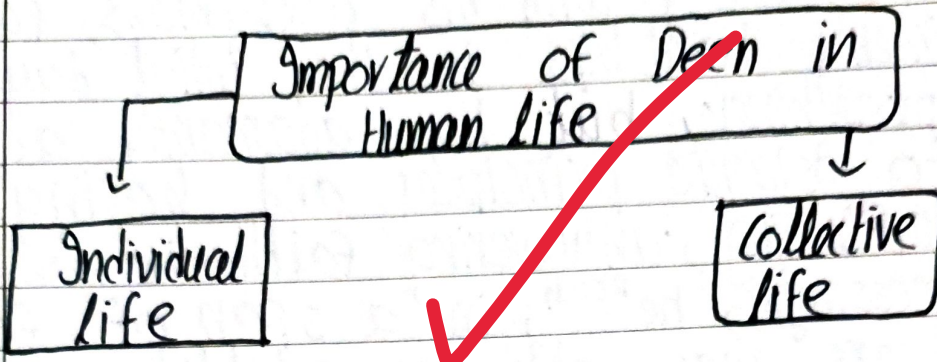 Importance of Deen in
Human life
Individual
life
Collective
life